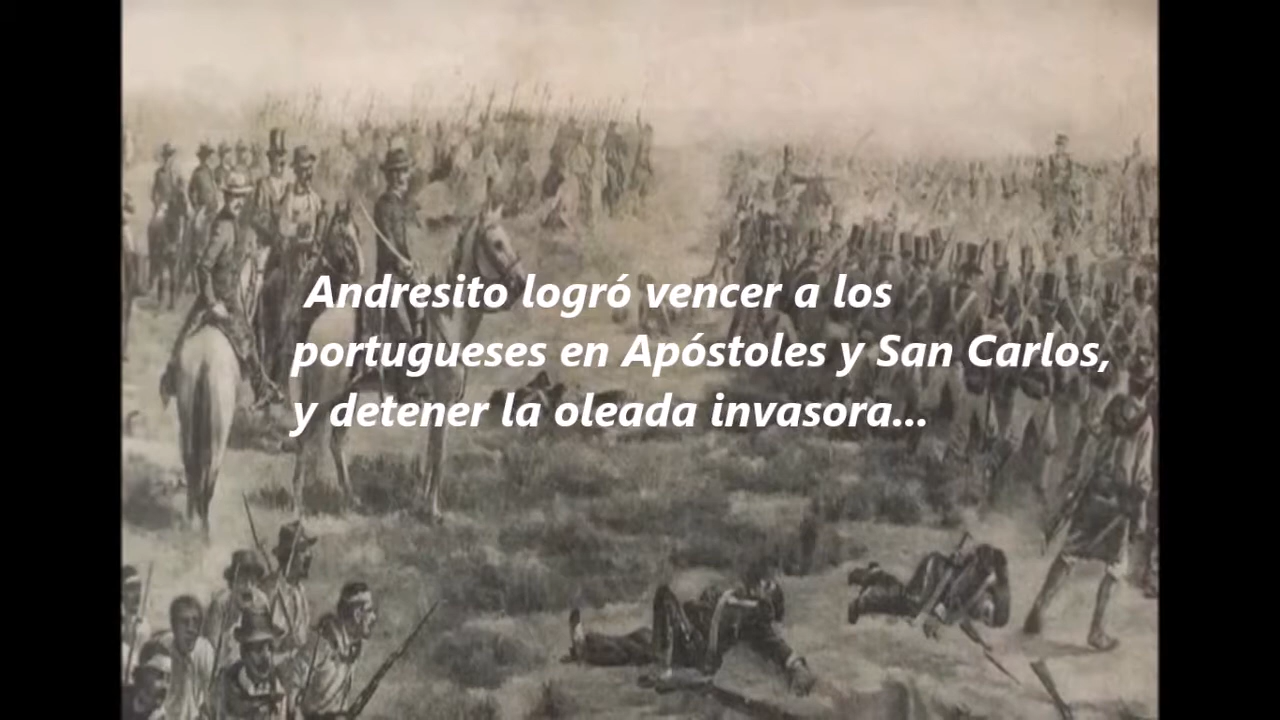 Andresito logró vencer a los
portugueses en Apóstoles y San Carlos,
y detener la oleada invasora...